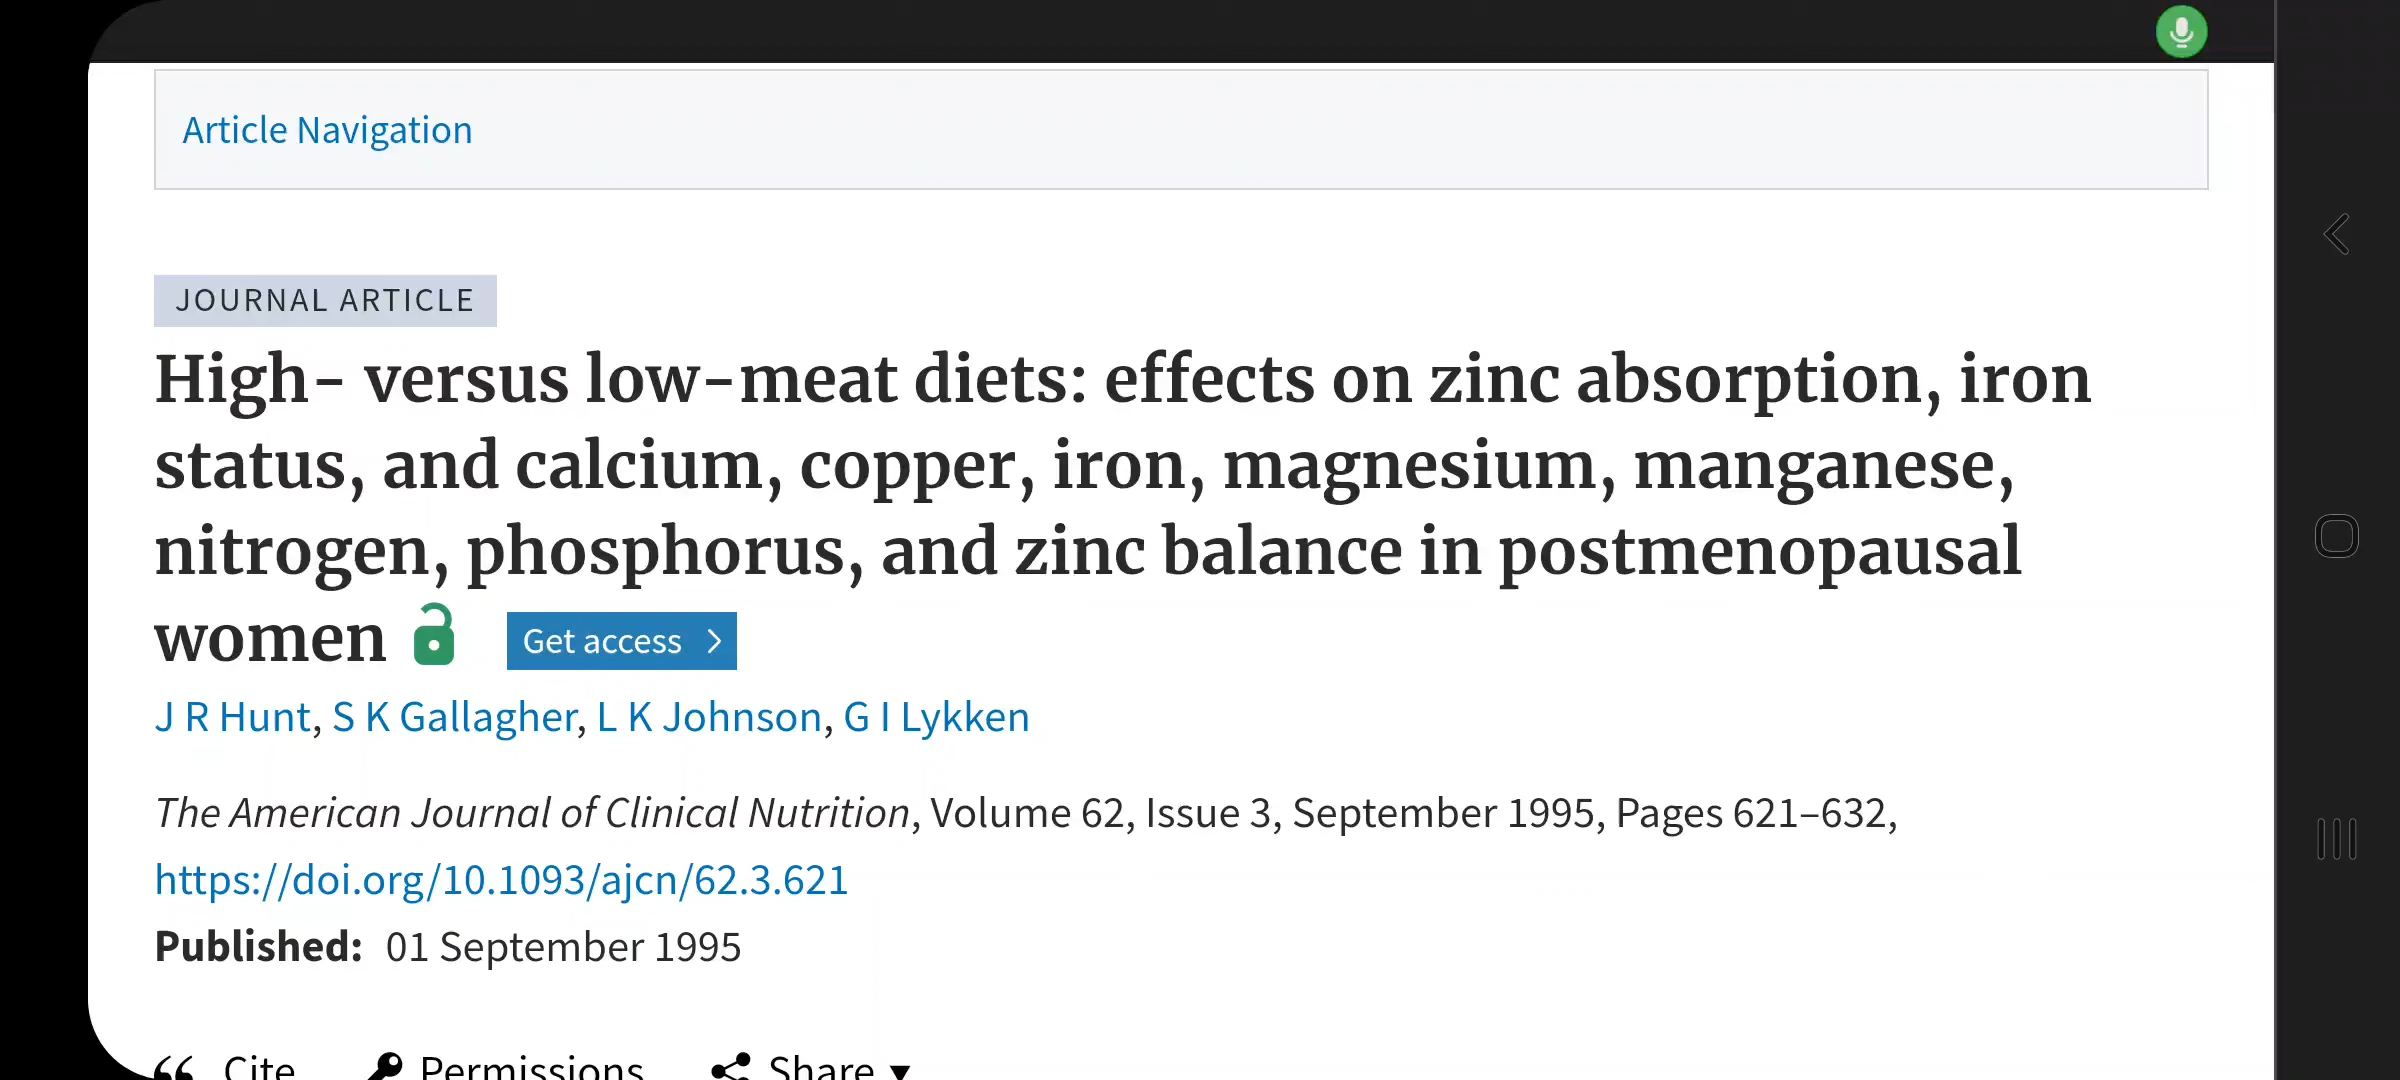 Article Navigation
JOURNAL ARTICLE
High- versus low-meat diets: effects on zinc absorption, iron
status, and calcium, copper, iron, magnesium, manganese,
nitrogen, phosphorus, and zinc balance in postmenopausal
women Get access
J R Hunt, S K Gallagher, L K Johnson, G I Lykken
The American Journal of Clinical Nutrition, Volume 62, Issue 3, September 1995, Pages 621–632,
https://doi.org/10.1093/ajcn/62.3.621
Published: 01 September 1995
Cite Permissions Share